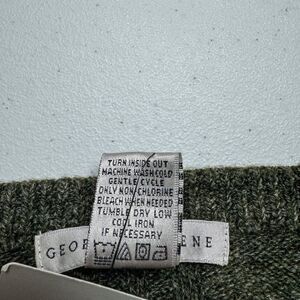 TURN INSIDE OUT
MACHINE WASH COLD
GENTLE CYCLE
ONLY NON-CHLORINE
BLEACH WHEN NEEDED
TUMBLE DRY LOW
COOL IRON
IF NECESSARY
GEOR ENE